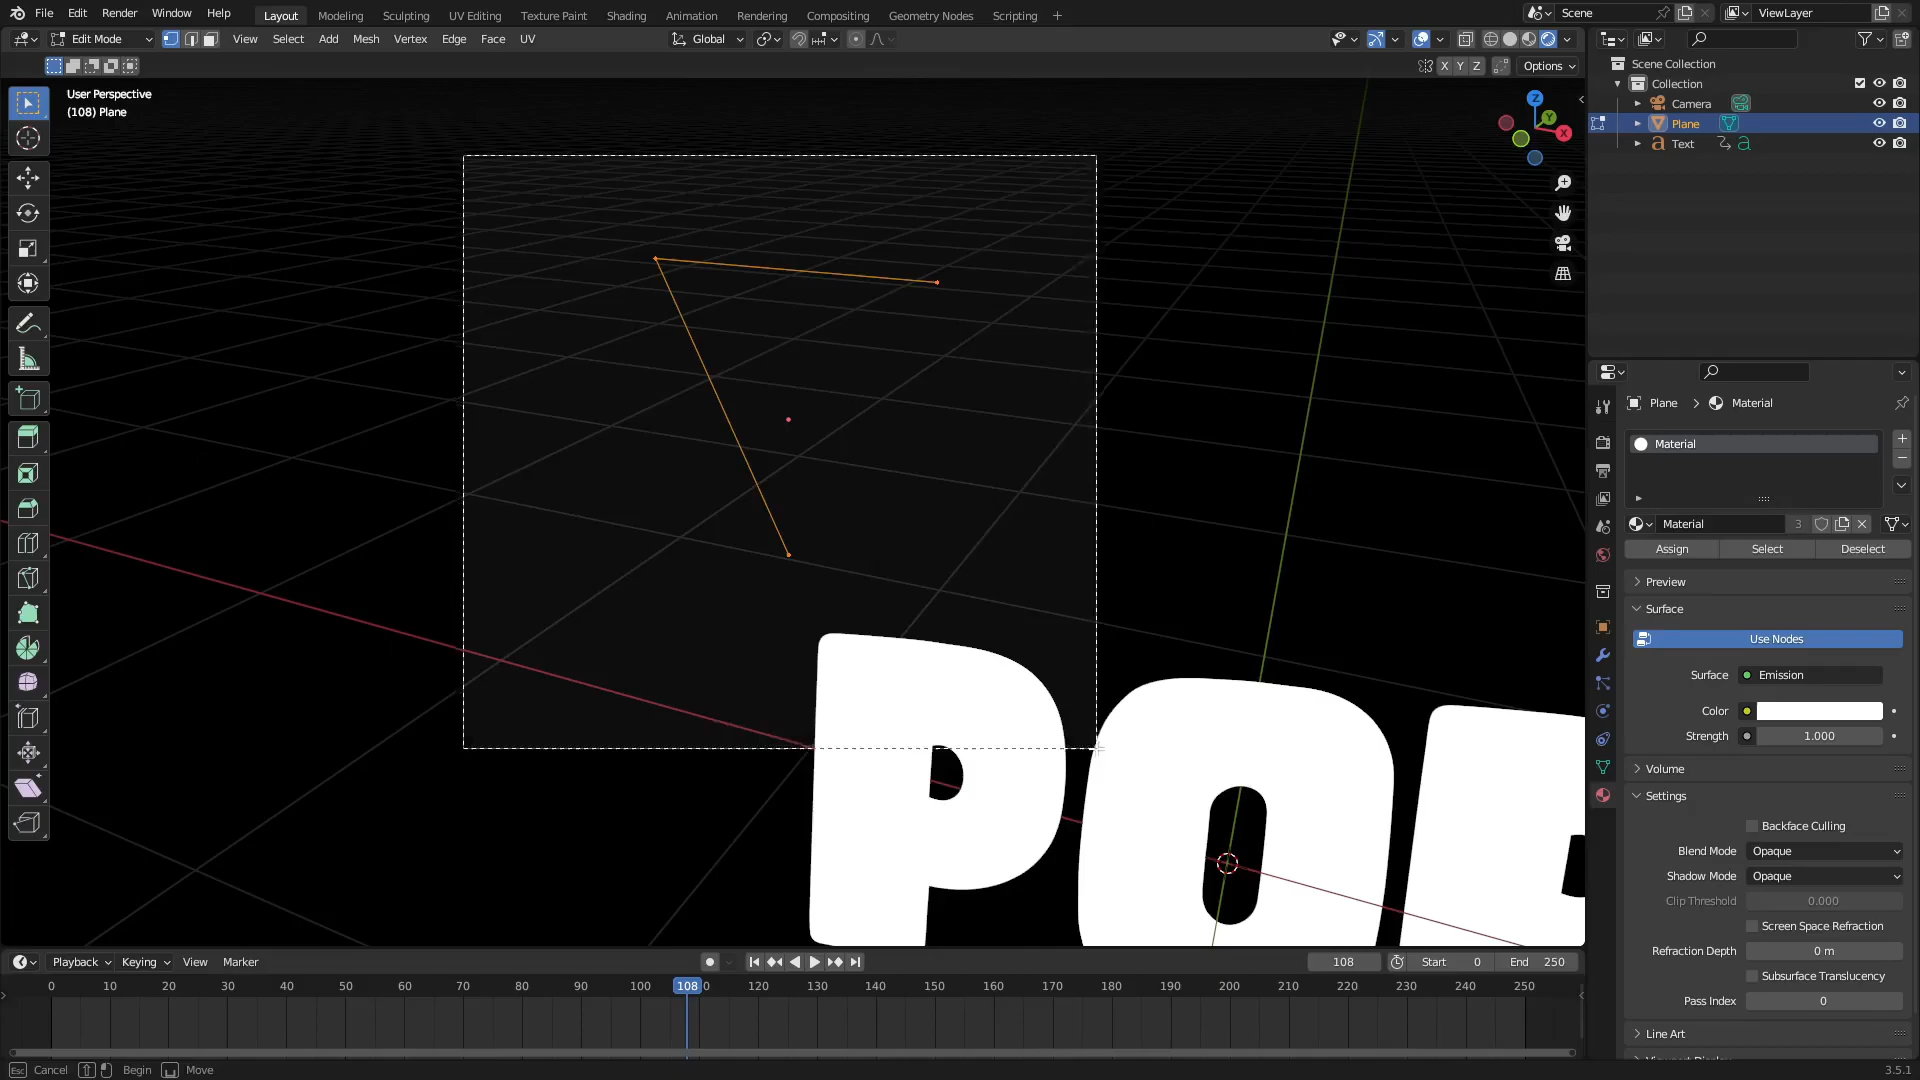 File Edit Render Window Help
Layout Modeling Sculpting UV Editing Texture Paint Shading Animation Rendering Compositing Geometry Nodes Scripting +
Scene ViewLayer
Edit Mode View Select Add Mesh Vertex Edge Face UV Global
X Y Z Options
User Perspective
(108) Plane
Z Y X
Scene Collection
Collection
Camera
Plane
Text
Plane > Material
Material
Material 3
Assign Select Deselect
Preview
Surface
Use Nodes
Surface Emission
Color
Strength 1.000
Volume
Settings
Backface Culling
Blend Mode Opaque
Shadow Mode Opaque
Clip Threshold 0.000
Screen Space Refraction
Refraction Depth 0 m
Subsurface Translucency
Pass Index 0
Line Art
Viewport Display
PO
Playback Keying View Marker 108 Start 0 End 250
0 10 20 30 40 50 60 70 80 90 100 108 0 120 130 140 150 160 170 180 190 200 210 220 230 240 250
Esc Cancel Begin Move 3.5.1